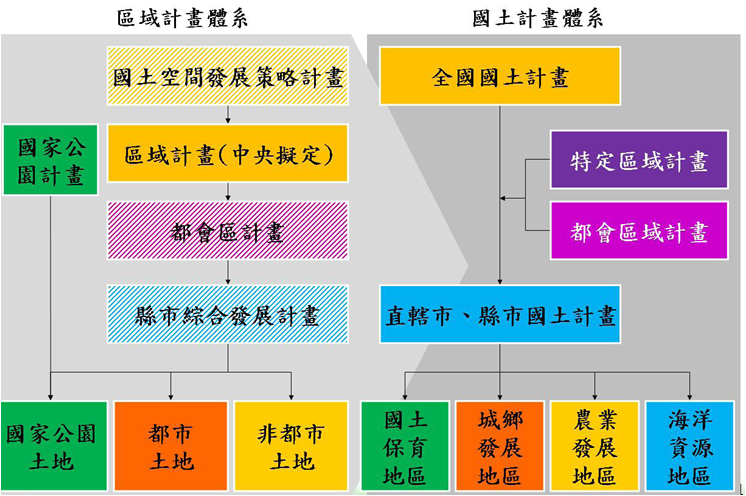 區域計畫體系
國土空間發展策略計畫
國家公
園計畫
區域計畫(中央擬定)
都會區計畫
縣市綜合發展計畫
國家公園
土地
都市
土地
非都市
土地
國土計畫體系
全國國土計畫
特定區域計畫
都會區域計畫
直轄市、縣市國土計畫
國土
保育
地區
城鄉
發展
地區
農業
發展
地區
海洋
資源
地區